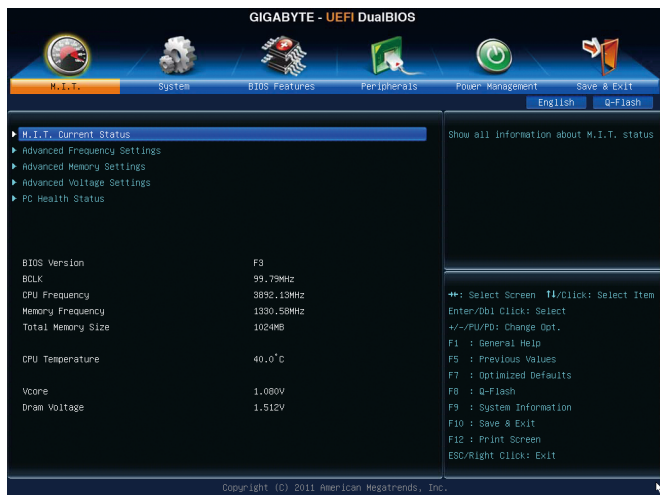 GIGABYTE - UEFI DualBIOS
M.I.T. System BIOS Features Peripherals Power Management Save & Exit
English Q-Flash
M.I.T. Current Status
Advanced Frequency Settings
Advanced Memory Settings
Advanced Voltage Settings
PC Health Status
BIOS Version F3
BCLK 99.79MHz
CPU Frequency 3892.13MHz
Memory Frequency 1330.58MHz
Total Memory Size 1024MB
CPU Temperature 40.0°C
Vcore 1.080V
Dram Voltage 1.512V
Show all information about M.I.T. status
→←: Select Screen ↑↓/Click: Select Item
Enter/Dbl Click: Select
+/-/PU/PD: Change Opt.
F1 : General Help
F5 : Previous Values
F7 : Optimized Defaults
F8 : Q-Flash
F9 : System Information
F10 : Save & Exit
F12 : Print Screen
ESC/Right Click: Exit
Copyright (C) 2011 American Megatrends, Inc.